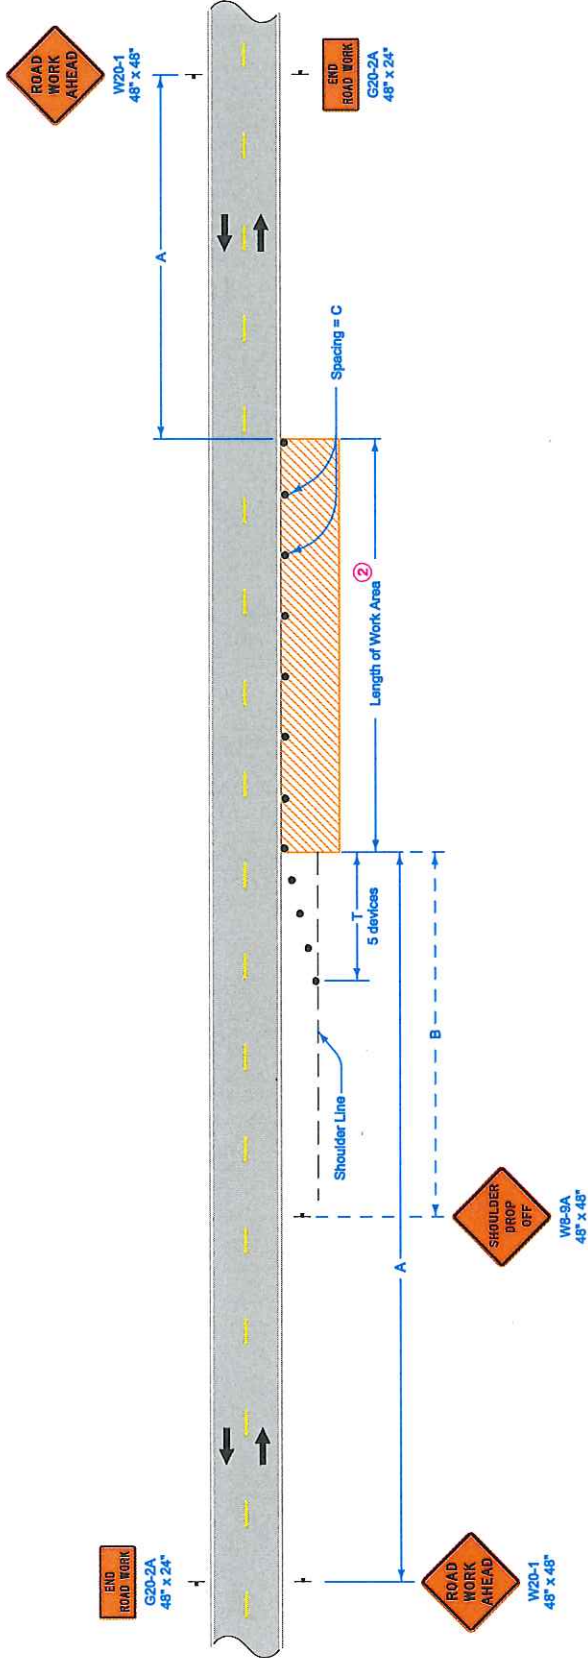 ROAD
WORK
AHEAD
W20-1
48" x 48"
END
ROAD WORK
G20-2A
48" x 24"
A
Spacing = C
Length of Work Area ②
T
5 devices
Shoulder Line
B
A
SHOULDER
DROP
OFF
W8-9A
48" x 48"
END
ROAD WORK
G20-2A
48" x 24"
ROAD
WORK
AHEAD
W20-1
48" x 48"